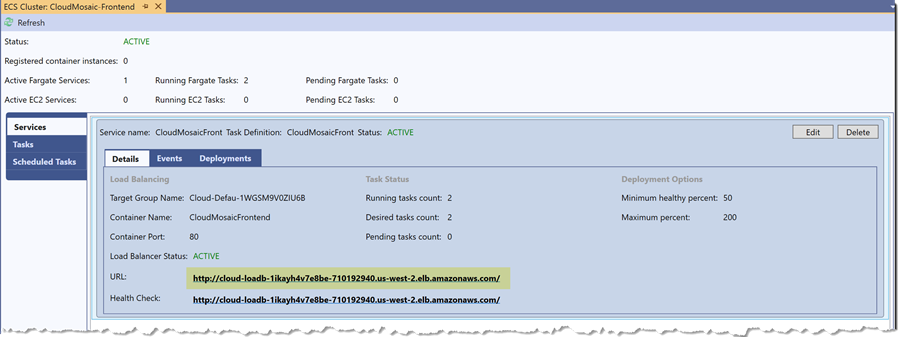 ECS Cluster: CloudMosaic-Frontend
Refresh
Status: ACTIVE
Registered container instances: 0
Active Fargate Services: 1 Running Fargate Tasks: 2 Pending Fargate Tasks: 0
Active EC2 Services: 0 Running EC2 Tasks: 0 Pending EC2 Tasks: 0
Services
Tasks
Scheduled Tasks
Service name: CloudMosaicFront Task Definition: CloudMosaicFront Status: ACTIVE Edit Delete
Details Events Deployments
Load Balancing Task Status Deployment Options
Target Group Name: Cloud-Defau-1WGSM9V0ZIU6B Running tasks count: 2 Minimum healthy percent: 50
Container Name: CloudMosaicFrontend Desired tasks count: 2 Maximum percent: 200
Container Port: 80 Pending tasks count: 0
Load Balancer Status: ACTIVE
URL: http://cloud-loadb-1ikayh4v7e8be-710192940.us-west-2.elb.amazonaws.com/
Health Check: http://cloud-loadb-1ikayh4v7e8be-710192940.us-west-2.elb.amazonaws.com/